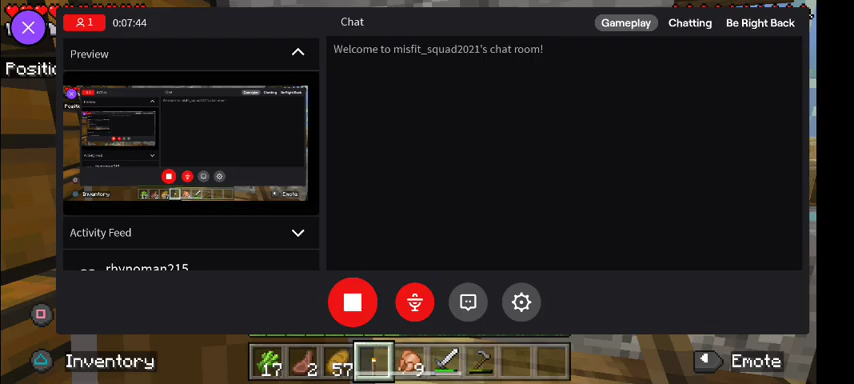 1 0:07:44 Chat Gameplay Chatting Be Right Back
Preview
Welcome to misfit_squad2021's chat room!
Positio
Activity Feed
rhynoman215
Inventory 17 2 57 9 Emote